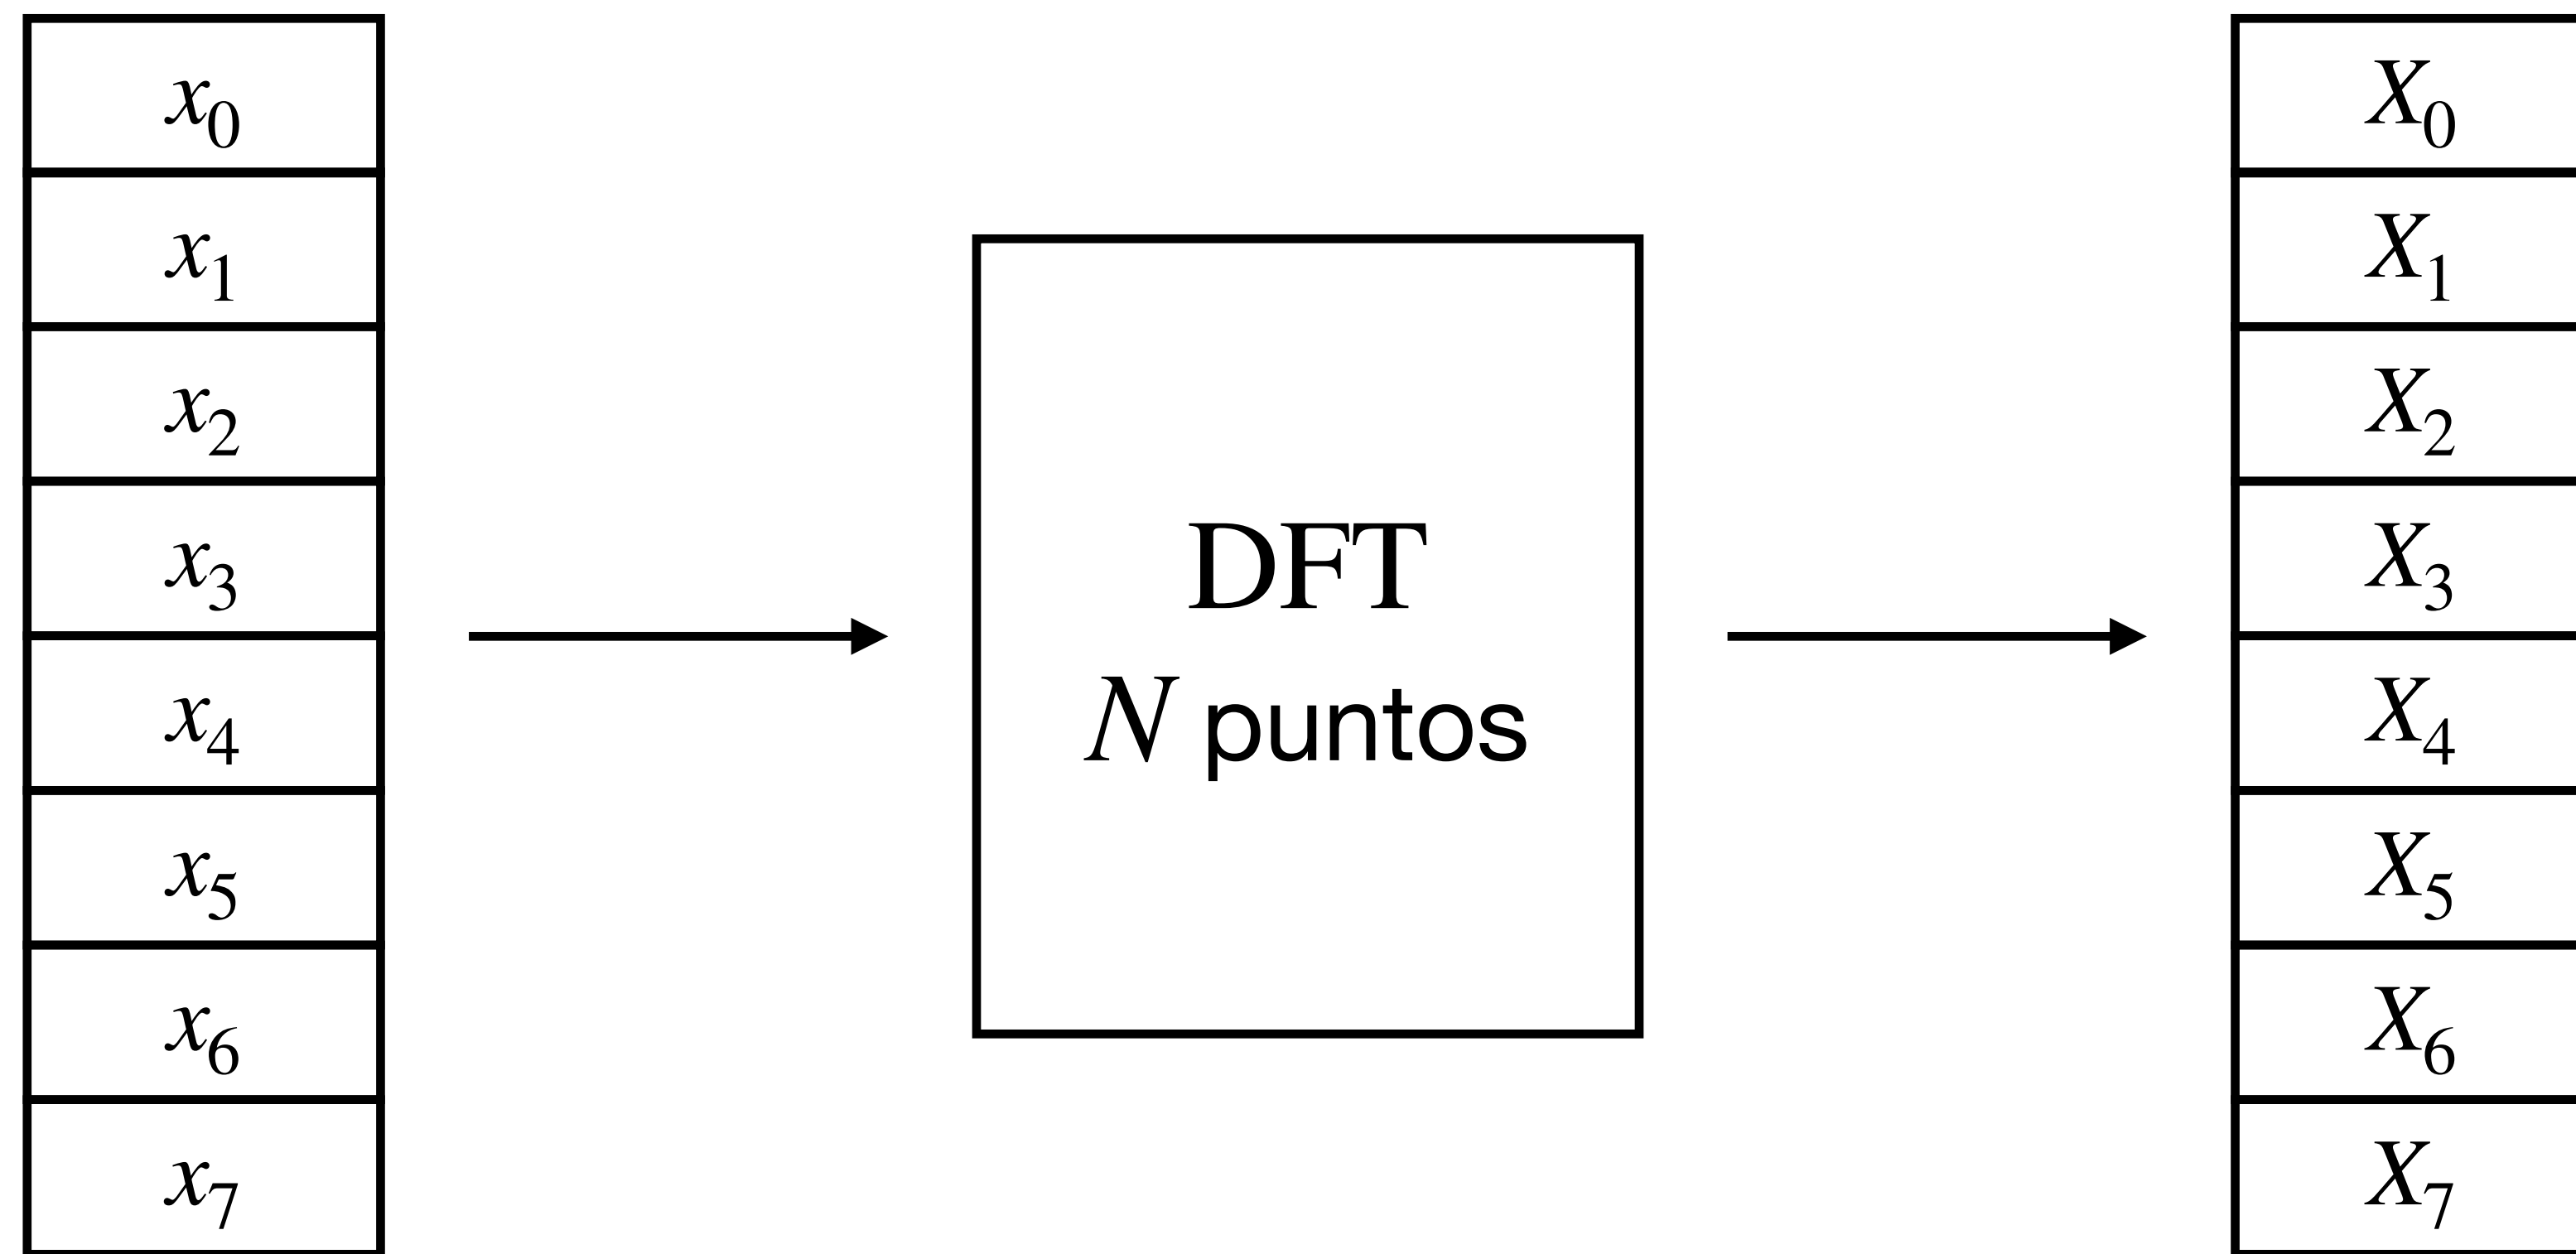 x₀
x₁
x₂
x₃
x₄
x₅
x₆
x₇
DFT
N puntos
X₀
X₁
X₂
X₃
X₄
X₅
X₆
X₇